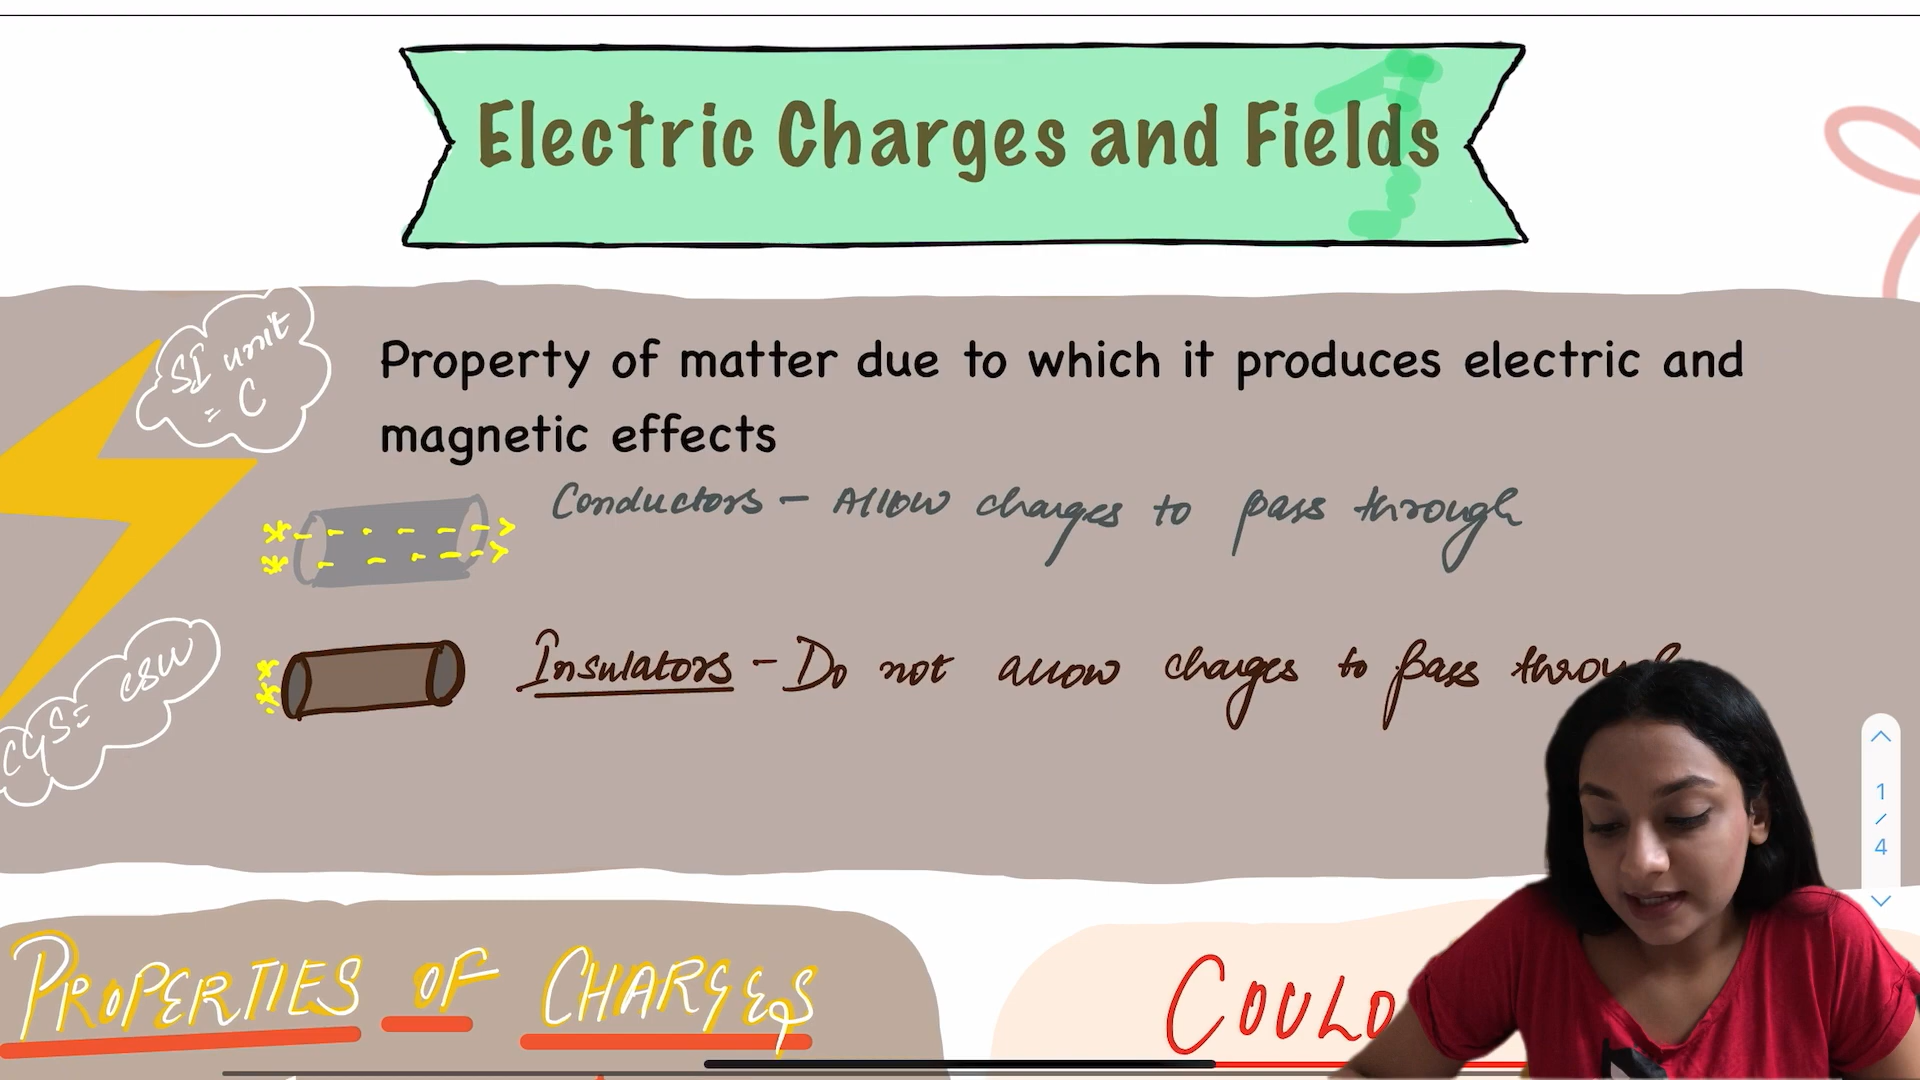 Electric Charges and Fields
SI unit
= C
Property of matter due to which it produces electric and
magnetic effects
Conductors - Allow charges to pass through
Insulators - Do not allow charges to pass
CGS = esu
1
/
4
PROPERTIES OF CHARGES